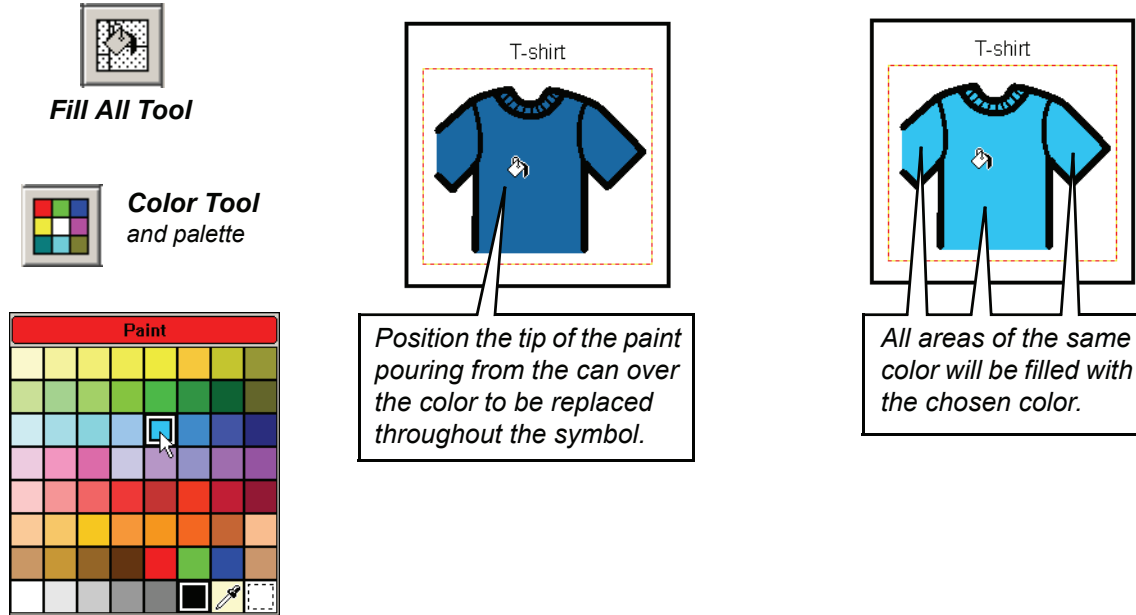 Fill All Tool
Color Tool
and palette
Paint
T-shirt
Position the tip of the paint
pouring from the can over
the color to be replaced
throughout the symbol.
T-shirt
All areas of the same
color will be filled with
the chosen color.